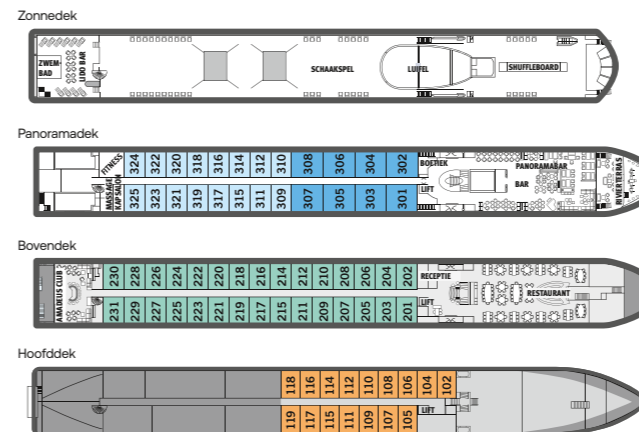 Zonnedek
ZWEM-
BAD
LIDO BAR
SCHAAKSPEL
LUIFEL
SHUFFLEBOARD
Panoramadek
FITNESS
324 322 320 318 316 314 312 310 308 306 304 302
BOETIEK
PANORAMABAR
MASSAGE
KAPSALON
325 323 321 319 317 315 311 309 307 305 303 301
LIFT
BAR
RIVIERTERRAS
Bovendek
AMADEUS CLUB
230 228 226 224 222 220 218 216 214 212 210 208 206 204 202
RECEPTIE
RESTAURANT
231 229 227 225 223 221 219 217 215 211 209 207 205 203 201
LIFT
Hoofddek
118 116 114 112 110 108 106 104 102
119 117 115 111 109 107 105
LIFT